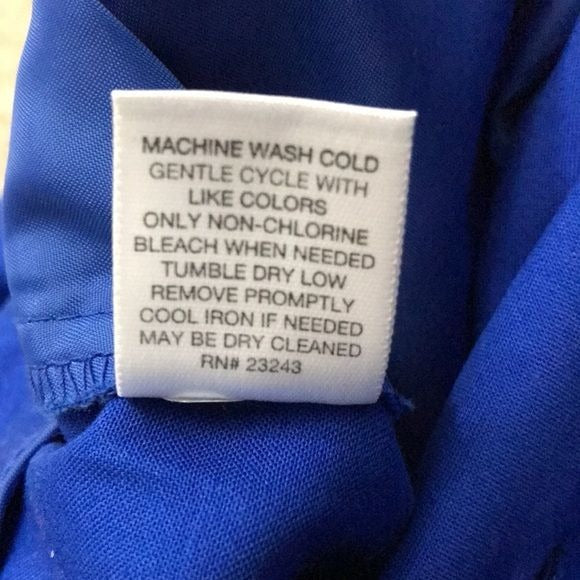 MACHINE WASH COLD
GENTLE CYCLE WITH
LIKE COLORS
ONLY NON-CHLORINE
BLEACH WHEN NEEDED
TUMBLE DRY LOW
REMOVE PROMPTLY
COOL IRON IF NEEDED
MAY BE DRY CLEANED
RN# 23243